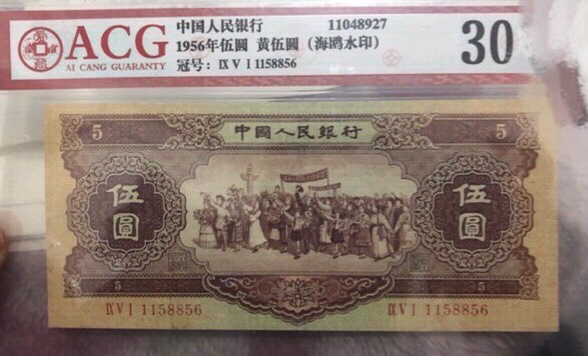 ACG
AI CANG GUARANTY
中国人民银行 11048927
1956年伍圆 黄伍圆（海鸥水印）
冠号：IX V I 1158856
30
5 中國人民銀行 5
伍圓 伍圓
IX V I 1158856 IX V I 1158856
5 5